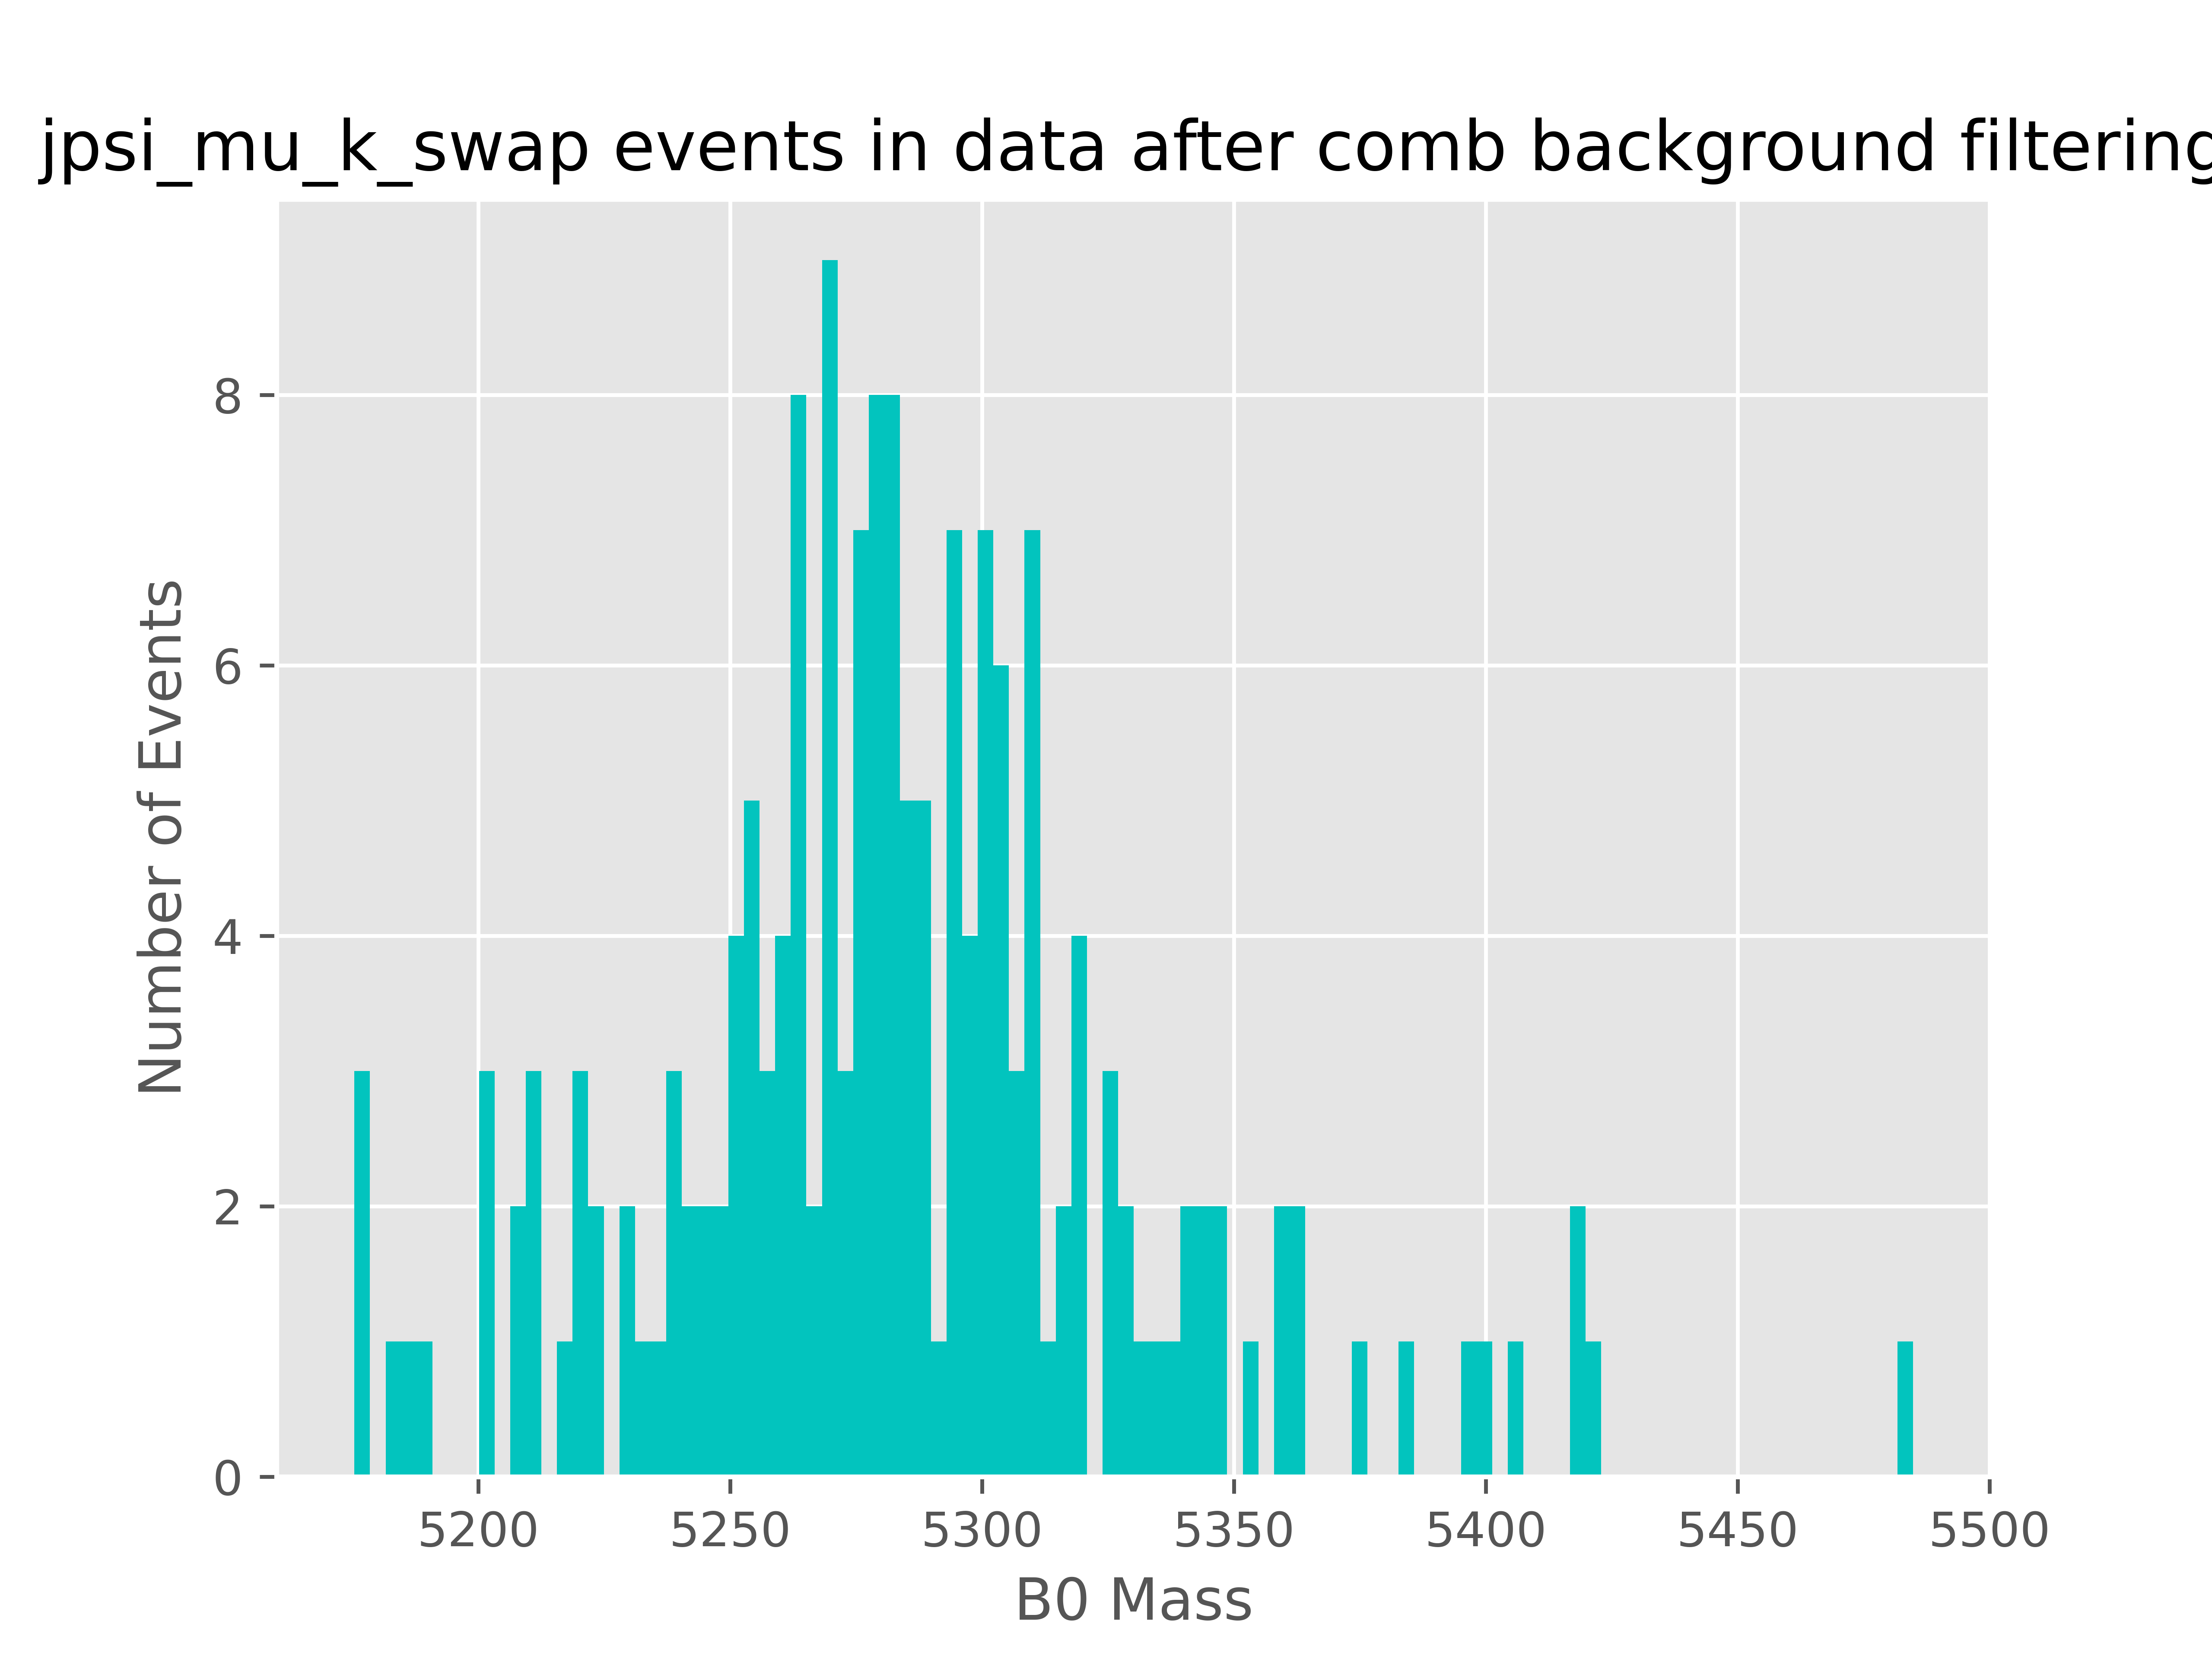 jpsi_mu_k_swap events in data after comb background filtering
8
6
4
2
0
Number of Events
5200 5250 5300 5350 5400 5450 5500
B0 Mass